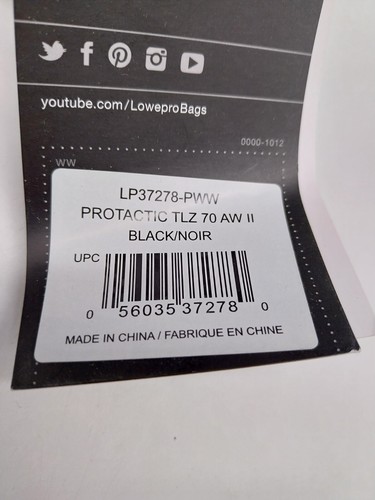 youtube.com/LoweproBags
0000-1012
WW
LP37278-PWW
PROTACTIC TLZ 70 AW II
BLACK/NOIR
UPC
0 56035 37278 0
MADE IN CHINA / FABRIQUE EN CHINE